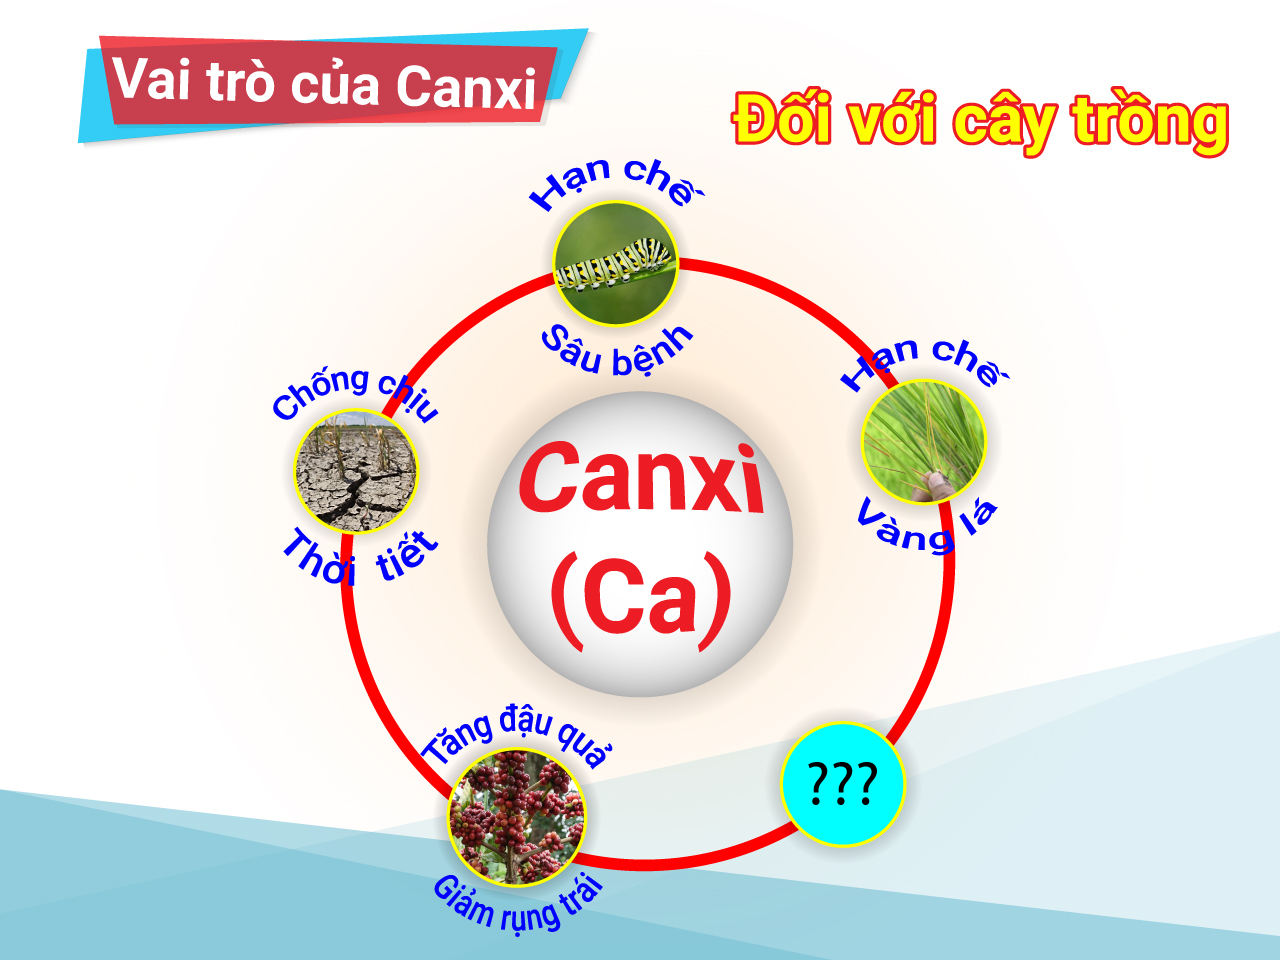 Vai trò của Canxi
Đối với cây trồng
Hạn chế
Sâu bệnh
Hạn chế
Vàng lá
Chống chịu
Thời tiết
Canxi
(Ca)
Tăng đậu quả
Giảm rụng trái
???